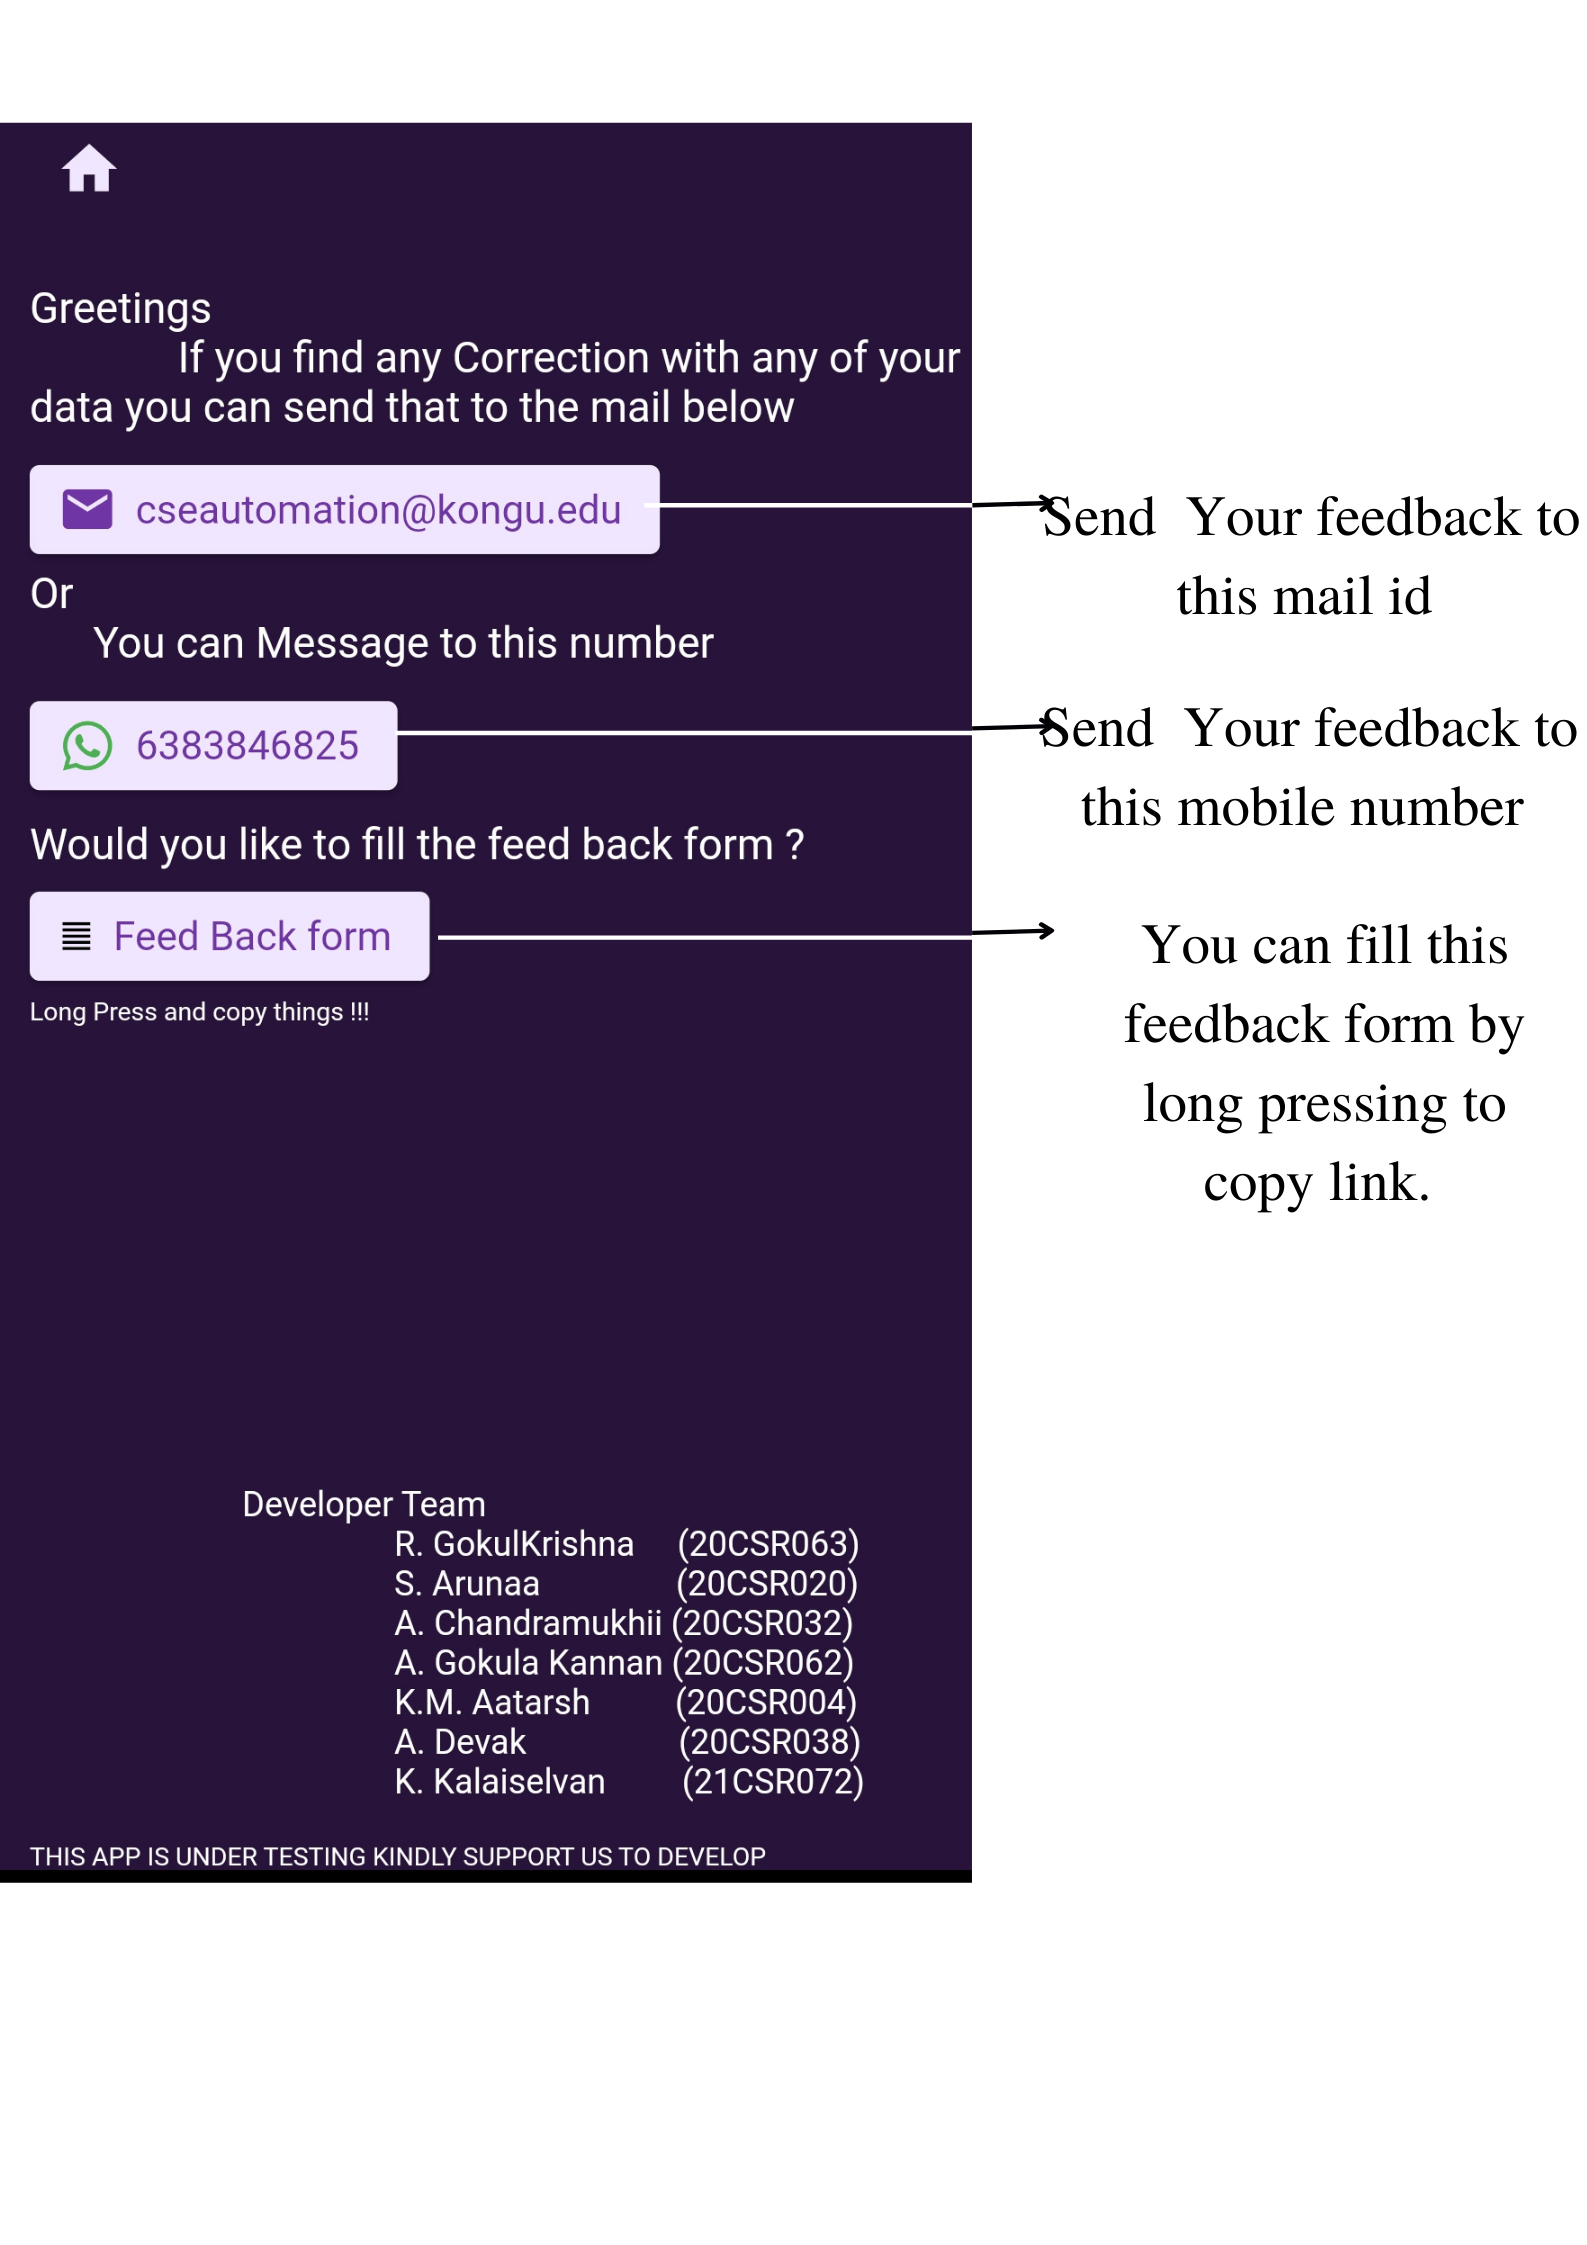 Greetings
If you find any Correction with any of your
data you can send that to the mail below
cseautomation@kongu.edu
Send Your feedback to
this mail id
Or
You can Message to this number
6383846825
Send Your feedback to
this mobile number
Would you like to fill the feed back form ?
Feed Back form
You can fill this
feedback form by
long pressing to
copy link.
Long Press and copy things !!!
Developer Team
R. GokulKrishna (20CSR063)
S. Arunaa (20CSR020)
A. Chandramukhii (20CSR032)
A. Gokula Kannan (20CSR062)
K.M. Aatarsh (20CSR004)
A. Devak (20CSR038)
K. Kalaiselvan (21CSR072)
THIS APP IS UNDER TESTING KINDLY SUPPORT US TO DEVELOP